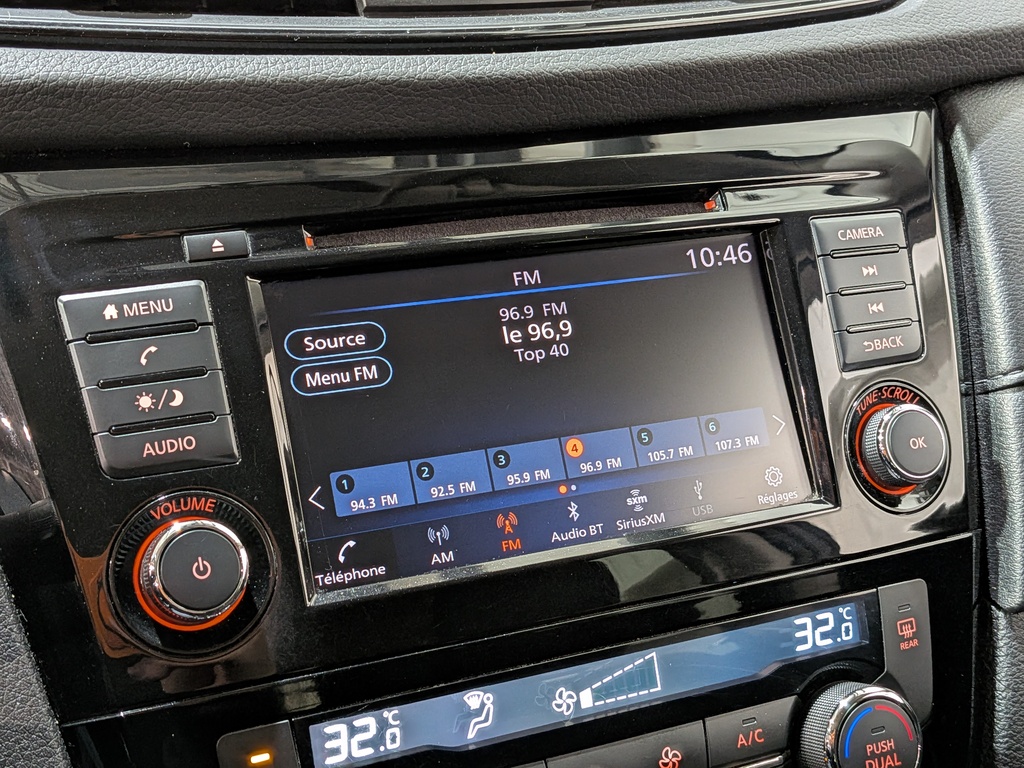 MENU
AUDIO
VOLUME
FM
10:46
Source
Menu FM
96.9 FM
le 96,9
Top 40
1
94.3 FM
2
92.5 FM
3
95.9 FM
4
96.9 FM
5
105.7 FM
6
107.3 FM
Téléphone
AM
FM
Audio BT
sxm
SiriusXM
USB
Réglages
CAMERA
BACK
TUNE·SCROLL
OK
32.0 °C
32.0 °C
REAR
A/C
PUSH
DUAL